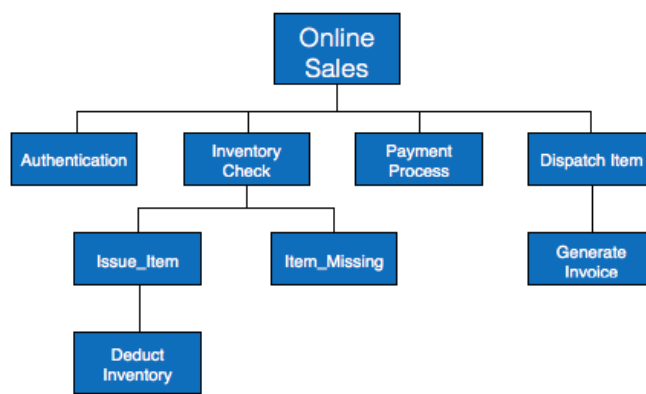 Online
Sales
Authentication
Inventory
Check
Payment
Process
Dispatch Item
Issue_Item
Item_Missing
Generate
Invoice
Deduct
Inventory